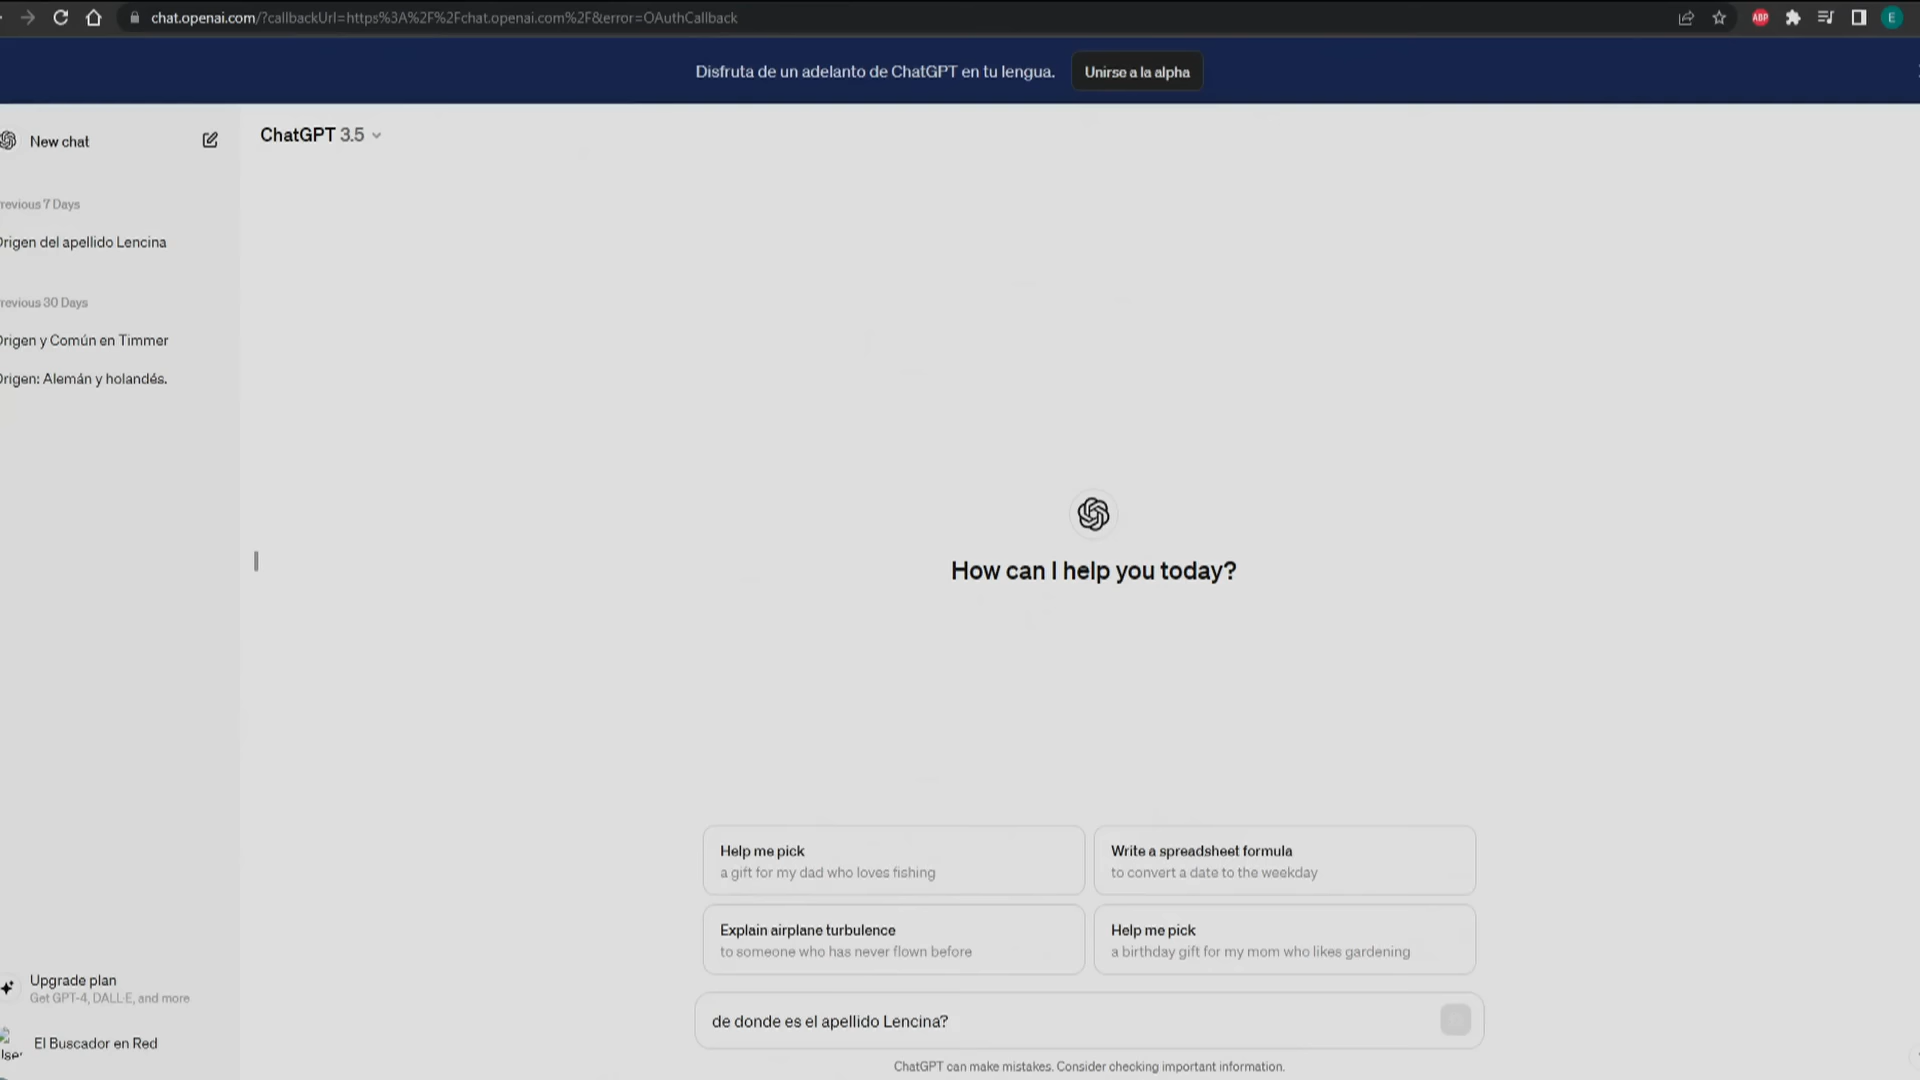 chat.openai.com/?callbackUrl=https%3A%2F%2Fchat.openai.com%2F&error=OAuthCallback
ABP
E
Disfruta de un adelanto de ChatGPT en tu lengua.
Unirse a la alpha
New chat
ChatGPT 3.5
revious 7 Days
Origen del apellido Lencina
revious 30 Days
Origen y Común en Timmer
Origen: Alemán y holandés.
How can I help you today?
Help me pick
a gift for my dad who loves fishing
Write a spreadsheet formula
to convert a date to the weekday
Explain airplane turbulence
to someone who has never flown before
Help me pick
a birthday gift for my mom who likes gardening
Upgrade plan
Get GPT-4, DALL·E, and more
El Buscador en Red
de donde es el apellido Lencina?
ChatGPT can make mistakes. Consider checking important information.